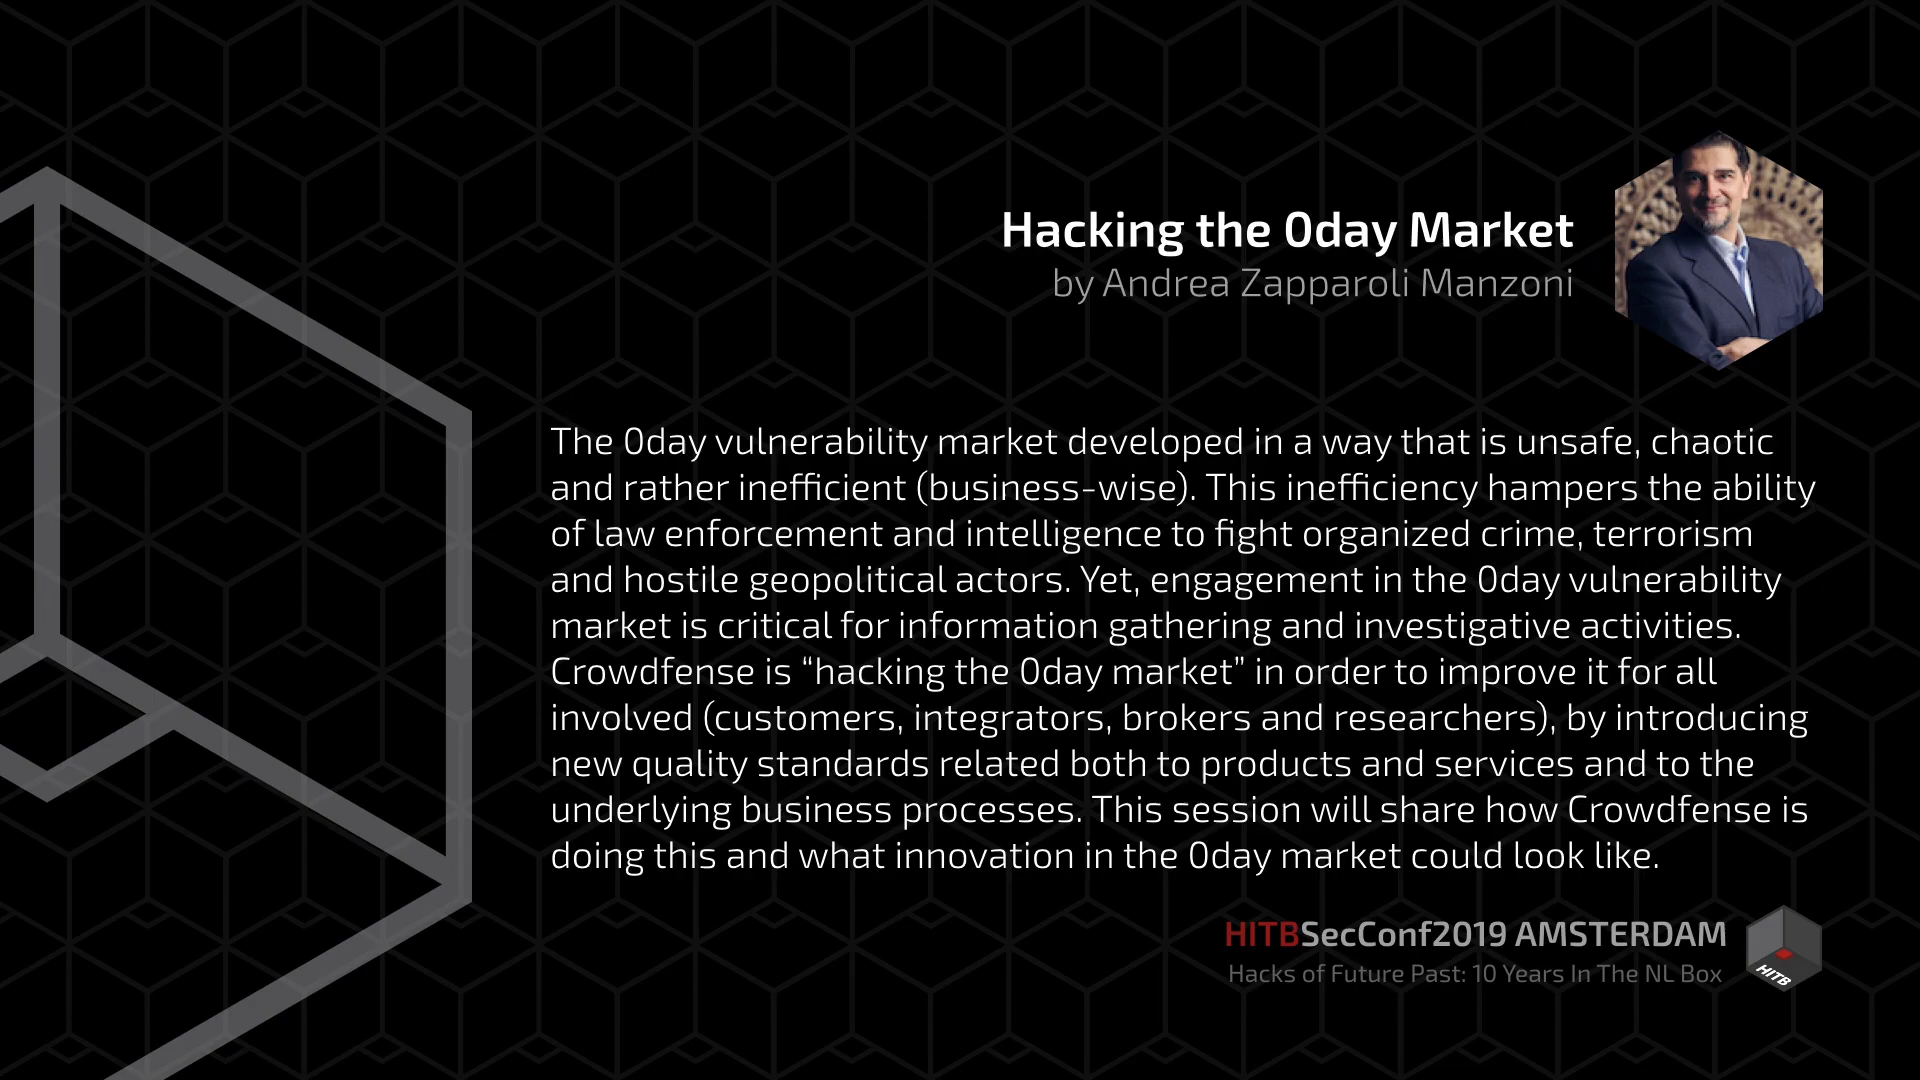 Hacking the 0day Market
by Andrea Zapparoli Manzoni
The 0day vulnerability market developed in a way that is unsafe, chaotic
and rather inefficient (business-wise). This inefficiency hampers the ability
of law enforcement and intelligence to fight organized crime, terrorism
and hostile geopolitical actors. Yet, engagement in the 0day vulnerability
market is critical for information gathering and investigative activities.
Crowdfense is “hacking the 0day market” in order to improve it for all
involved (customers, integrators, brokers and researchers), by introducing
new quality standards related both to products and services and to the
underlying business processes. This session will share how Crowdfense is
doing this and what innovation in the 0day market could look like.
HITBSecConf2019 AMSTERDAM
Hacks of Future Past: 10 Years In The NL Box
HITB